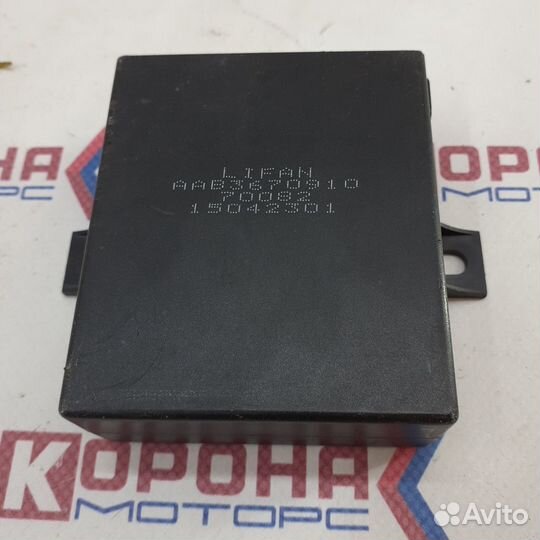 LIFAN
AAB3670910
70082
15042301
КОРОНА
МОТОРС
КОРОНА
МОТОРС
КОРОНА
МОТОРС
Avito